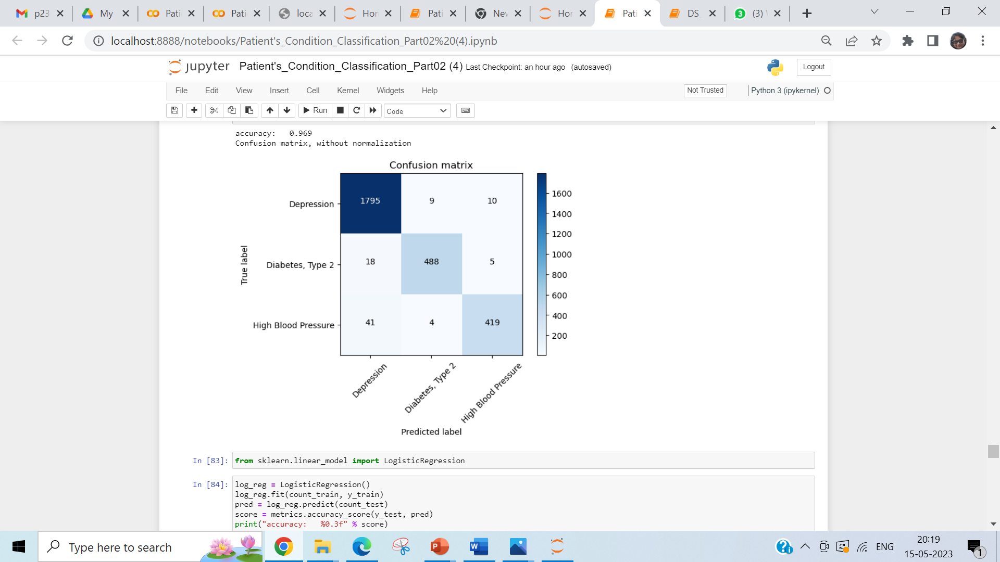 p23
My
Pati
Pati
loca
Hor
Pati
Nev
Hor
Pati
DS_
3 (3)
localhost:8888/notebooks/Patient's_Condition_Classification_Part02%20(4).ipynb
jupyter Patient's_Condition_Classification_Part02 (4) Last Checkpoint: an hour ago (autosaved)
Logout
File Edit View Insert Cell Kernel Widgets Help
Not Trusted
Python 3 (ipykernel)
Run
Code
accuracy:   0.969
Confusion matrix, without normalization
Confusion matrix
Depression
1795 9 10
Diabetes, Type 2
18 488 5
High Blood Pressure
41 4 419
True label
Depression
Diabetes, Type 2
High Blood Pressure
Predicted label
1600
1400
1200
1000
800
600
400
200
In [83]: from sklearn.linear_model import LogisticRegression
In [84]: log_reg = LogisticRegression()
log_reg.fit(count_train, y_train)
pred = log_reg.predict(count_test)
score = metrics.accuracy_score(y_test, pred)
print("accuracy:   %0.3f" % score)
Type here to search
P
W
ENG
20:19
15-05-2023
1